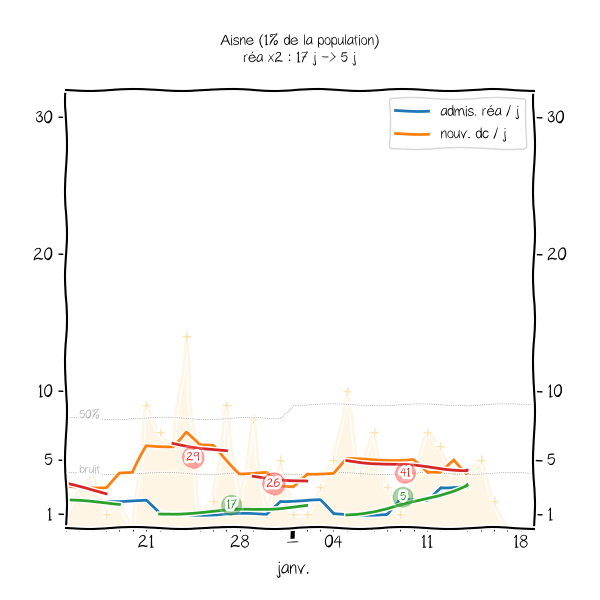 Aisne (1% de la population)
réa x2 : 17 j -> 5 j
admis. réa / j
nouv. dc / j
30 30
20 20
10 10
50%
29
5 5
bruit
41
26
5
17
1 1
21 28 04 11 18
janv.